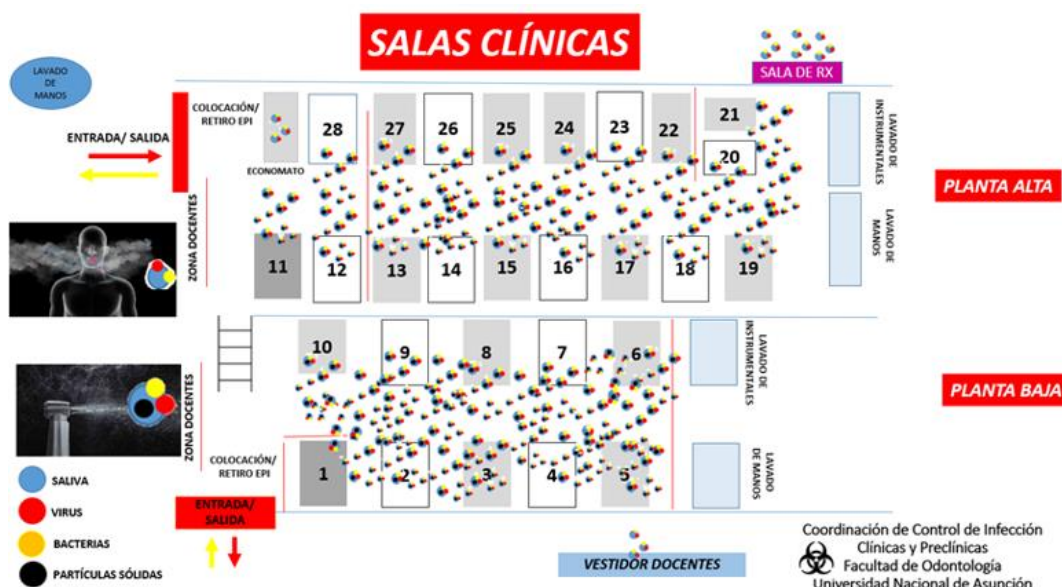 SALAS CLÍNICAS
SALA DE RX
LAVADO
DE
MANOS
COLOCACIÓN/
RETIRO EPI
ENTRADA/ SALIDA
28
27
26
25
24
23
22
21
20
LAVADO DE
INSTRUMENTALES
ECONOMATO
PLANTA ALTA
ZONA DOCENTES
11
12
13
14
15
16
17
18
19
LAVADO DE
MANOS
10
9
8
7
6
LAVADO DE
INSTRUMENTALES
PLANTA BAJA
ZONA DOCENTES
COLOCACIÓN/
RETIRO EPI
1
2
3
4
5
LAVADO
DE MANOS
SALIVA
VIRUS
BACTERIAS
PARTÍCULAS SÓLIDAS
ENTRADA/
SALIDA
VESTIDOR DOCENTES
Coordinación de Control de Infección
Clínicas y Preclínicas
Facultad de Odontología
Universidad Nacional de Asunción